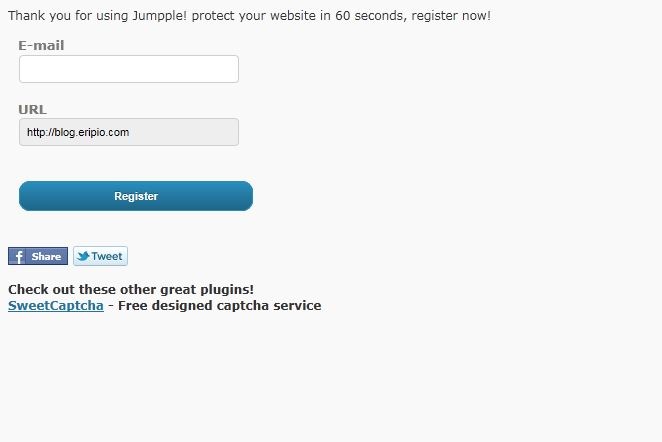 Thank you for using Jumpple! protect your website in 60 seconds, register now!
E-mail
URL
http://blog.eripio.com
Register
f Share Tweet
Check out these other great plugins!
SweetCaptcha - Free designed captcha service